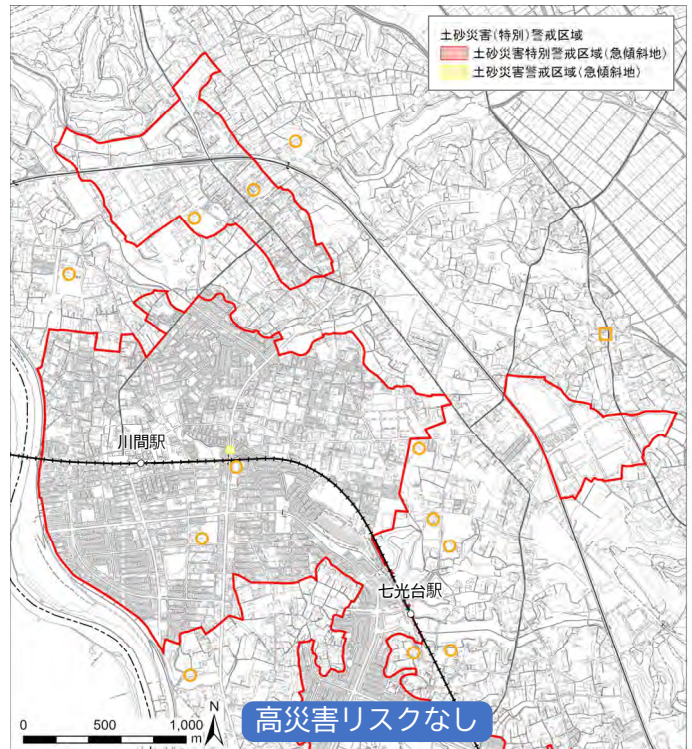 土砂災害(特別)警戒区域
土砂災害特別警戒区域(急傾斜地)
土砂災害警戒区域(急傾斜地)
川間駅
七光台駅
高災害リスクなし
0 500 1,000
m
N